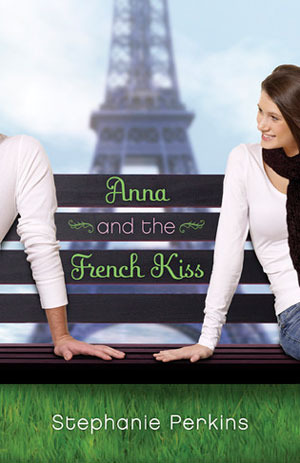 Anna
and the
French Kiss
Stephanie Perkins